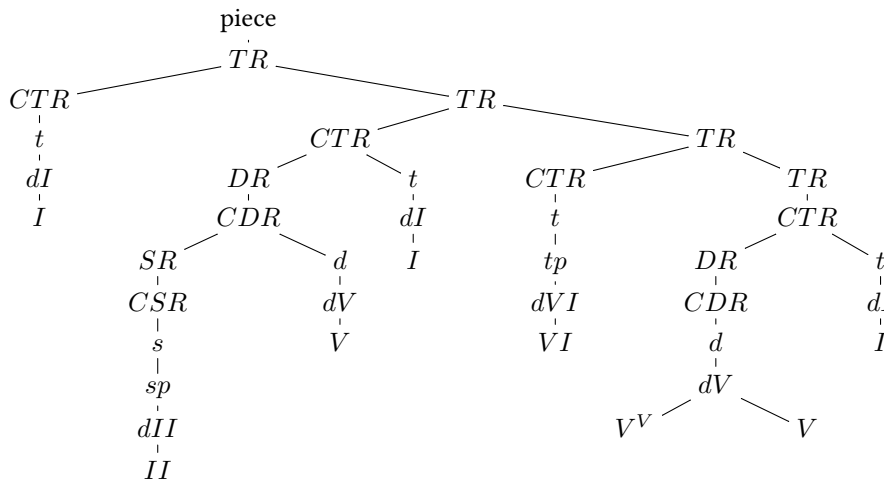 piece
TR
CTR TR
t CTR TR
dI DR t CTR TR
I CDR dI t CTR
SR d I tp DR t
CSR dV dVI CDR
s V VI d I
sp dV
dII V^V V
II